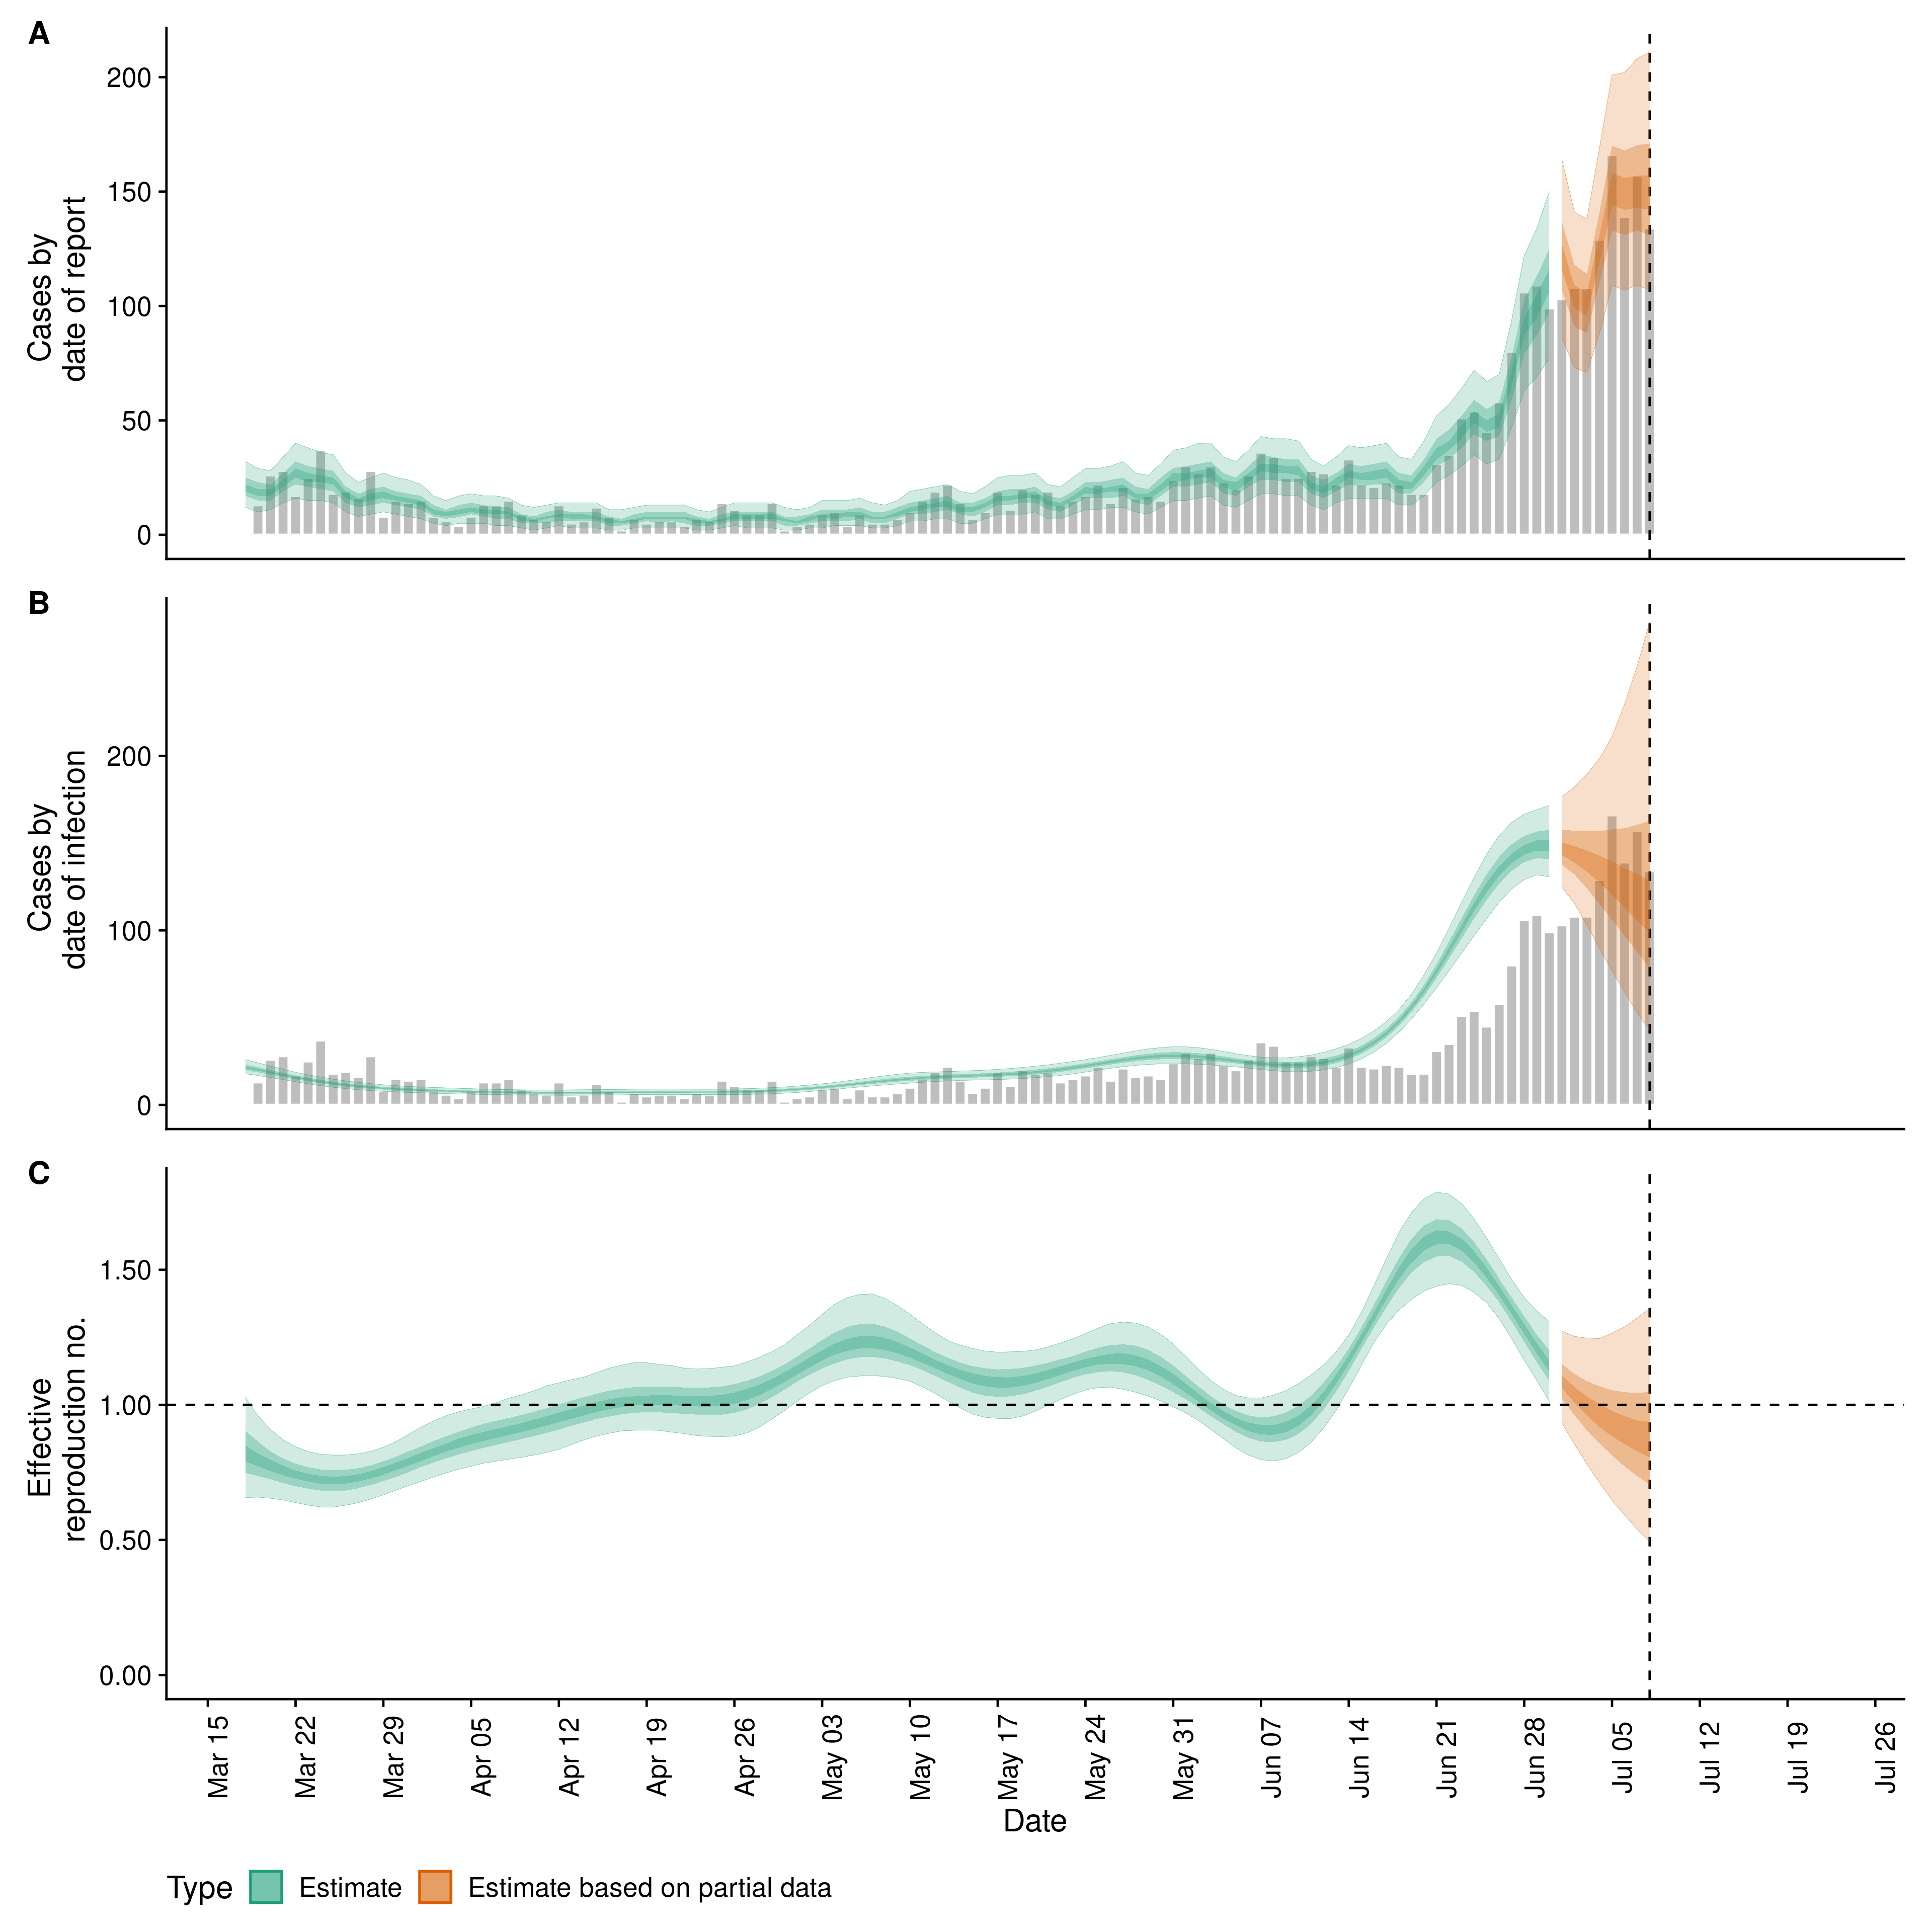 A
Cases by
date of report
200
150
100
50
0
B
Cases by
date of infection
200
100
0
C
Effective
reproduction no.
1.50
1.00
0.50
0.00
Mar 15
Mar 22
Mar 29
Apr 05
Apr 12
Apr 19
Apr 26
May 03
May 10
May 17
May 24
May 31
Jun 07
Jun 14
Jun 21
Jun 28
Jul 05
Jul 12
Jul 19
Jul 26
Date
Type Estimate Estimate based on partial data